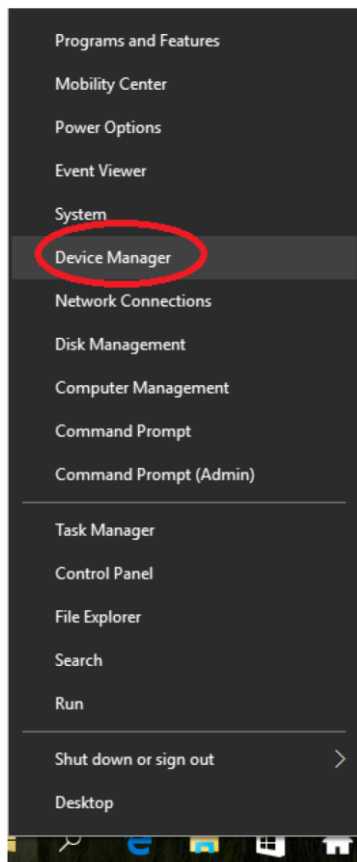 Programs and Features
Mobility Center
Power Options
Event Viewer
System
Device Manager
Network Connections
Disk Management
Computer Management
Command Prompt
Command Prompt (Admin)
Task Manager
Control Panel
File Explorer
Search
Run
Shut down or sign out
Desktop